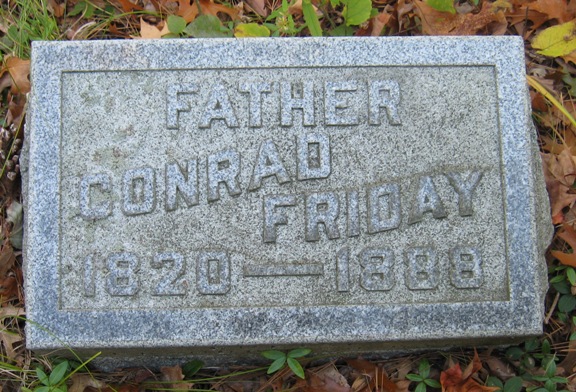 FATHER
CONRAD
FRIDAY
1820 — 1888